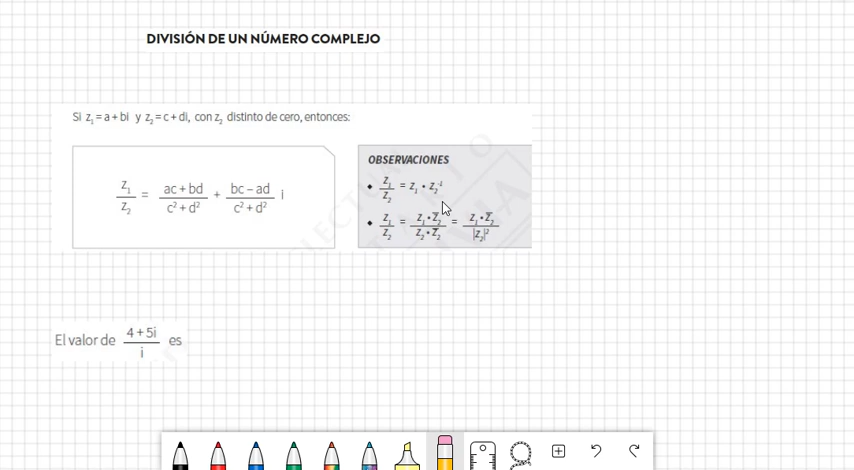 DIVISIÓN DE UN NÚMERO COMPLEJO
Si z₁ = a + bi y z₂ = c + di, con z₂ distinto de cero, entonces:
z₁/z₂ = (ac + bd)/(c² + d²) + (bc – ad)/(c² + d²) i
OBSERVACIONES
◆ z₁/z₂ = z₁ • z₂⁻¹
◆ z₁/z₂ = (z₁ • z̅₂)/(z₂ • z̅₂) = (z₁ • z̅₂)/|z₂|²
El valor de (4 + 5i)/i es